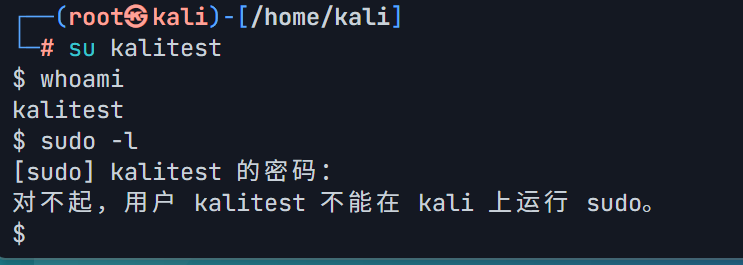 ┌──(root㉿kali)-[/home/kali]
└─# su kalitest
$ whoami
kalitest
$ sudo -l
[sudo] kalitest 的密码：
对不起，用户 kalitest 不能在 kali 上运行 sudo。
$